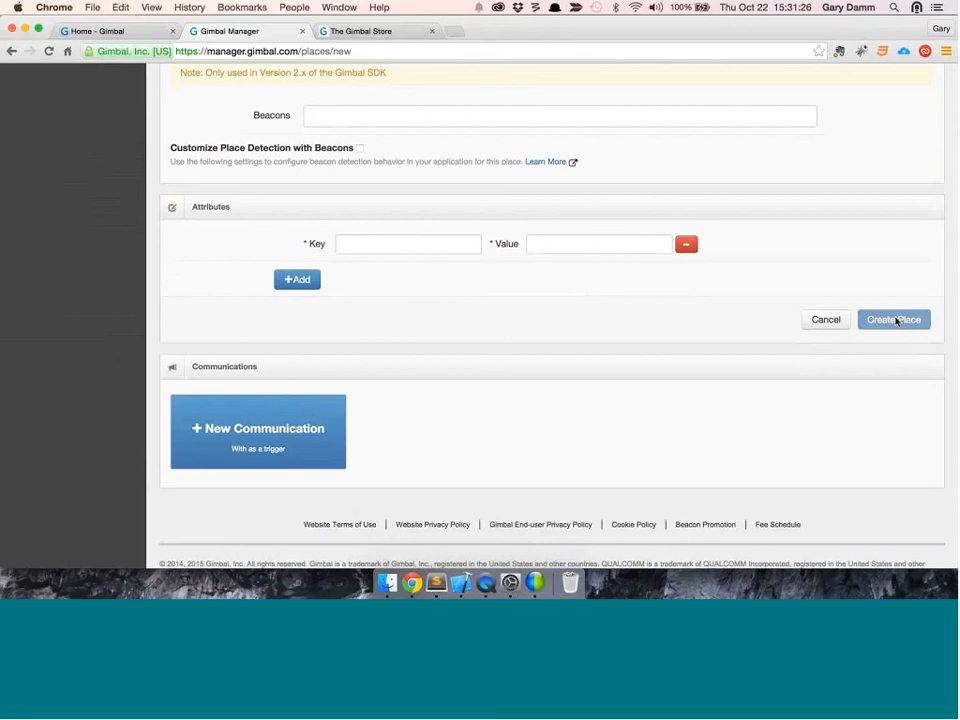 Chrome File Edit View History Bookmarks People Window Help 100% Thu Oct 22 15:31:26 Gary Damm
Home - Gimbal Gimbal Manager The Gimbal Store Gary
Gimbal, Inc. [US] https://manager.gimbal.com/places/new
Note: Only used in Version 2.x of the Gimbal SDK
Beacons
Customize Place Detection with Beacons
Use the following settings to configure beacon detection behavior in your application for this place. Learn More
Attributes
* Key * Value
+Add
Cancel Create Place
Communications
+ New Communication
With as a trigger
Website Terms of Use | Website Privacy Policy | Gimbal End-user Privacy Policy | Cookie Policy | Beacon Promotion | Fee Schedule
© 2014, 2015 Gimbal, Inc. All rights reserved. Gimbal is a trademark of Gimbal, Inc., registered in the United States and other countries. QUALCOMM is a trademark of QUALCOMM Incorporated, registered in the United States and other